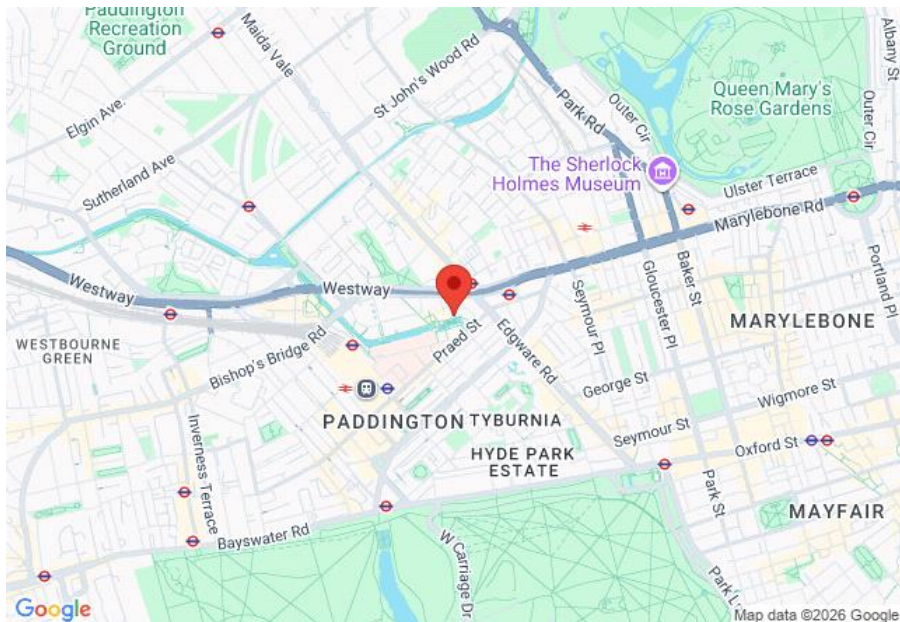 Paddington
Recreation
Ground
Maida Vale
St John's Wood Rd
Albany St
Elgin Ave.
Park Rd
Outer Cir
Queen Mary's
Rose Gardens
Outer Cir
Sutherland Ave
The Sherlock
Holmes Museum
Ulster Terrace
Marylebone Rd
Westway
Westway
Baker St
Gloucester Pl
Portland Pl
Seymour Pl
MARYLEBONE
WESTBOURNE
GREEN
Bishop's Bridge Rd
Praed St
Edgware Rd
George St
Wigmore St
PADDINGTON
TYBURNIA
Seymour St
Oxford St
Inverness Terrace
HYDE PARK
ESTATE
Park St
MAYFAIR
Bayswater Rd
W Carriage Dr
Park L
Google
Map data ©2026 Google